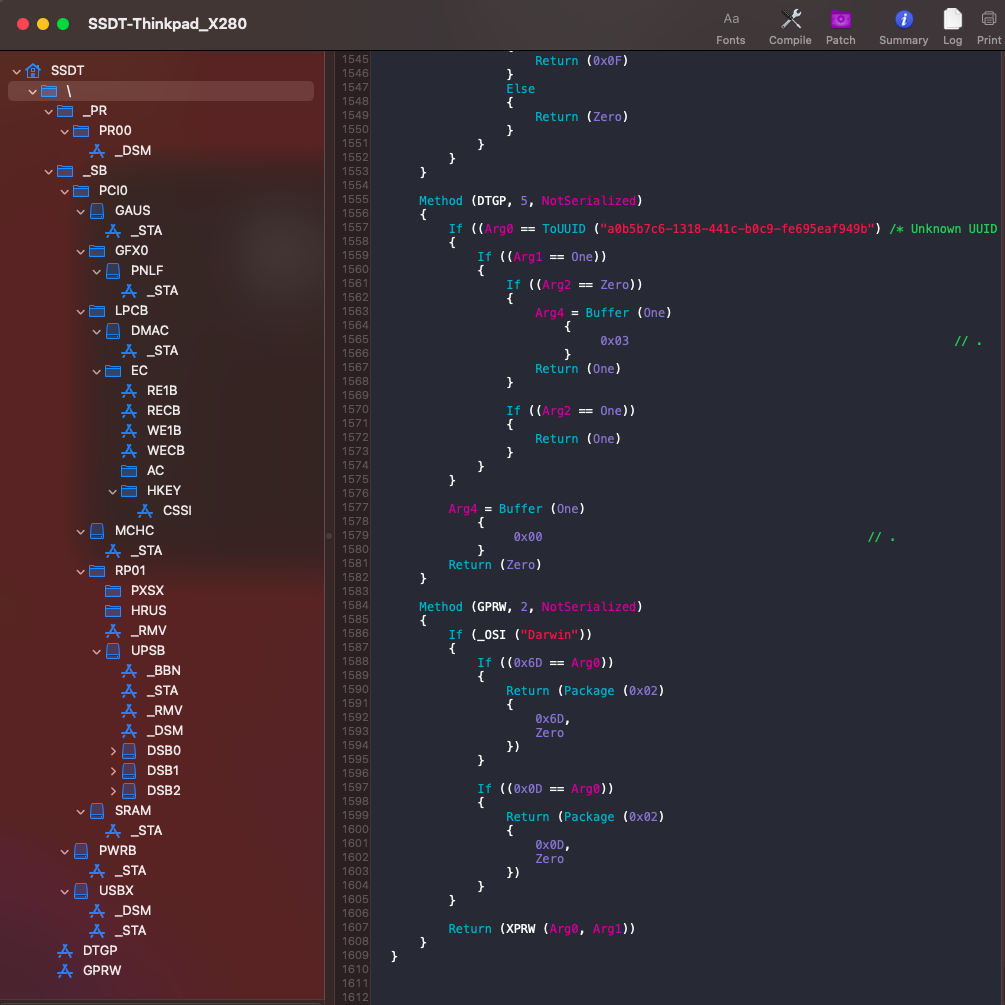 SSDT-Thinkpad_X280
Aa
Fonts
Compile
Patch
Summary
Log
Print
SSDT
\
_PR
PR00
_DSM
_SB
PCI0
GAUS
_STA
GFX0
PNLF
_STA
LPCB
DMAC
_STA
EC
RE1B
RECB
WE1B
WECB
AC
HKEY
CSSI
MCHC
_STA
RP01
PXSX
HRUS
_RMV
UPSB
_BBN
_STA
_RMV
_DSM
DSB0
DSB1
DSB2
SRAM
_STA
PWRB
_STA
USBX
_DSM
_STA
DTGP
GPRW
1545 Return (0x0F)
1546 }
1547 Else
1548 {
1549 Return (Zero)
1550 }
1551 }
1552 }
1553 }
1554
1555 Method (DTGP, 5, NotSerialized)
1556 {
1557 If ((Arg0 == ToUUID ("a0b5b7c6-1318-441c-b0c9-fe695eaf949b") /* Unknown UUID
1558 {
1559 If ((Arg1 == One))
1560 {
1561 If ((Arg2 == Zero))
1562 {
1563 Arg4 = Buffer (One)
1564 {
1565 0x03 // .
1566 }
1567 Return (One)
1568 }
1569
1570 If ((Arg2 == One))
1571 {
1572 Return (One)
1573 }
1574 }
1575 }
1576
1577 Arg4 = Buffer (One)
1578 {
1579 0x00 // .
1580 }
1581 Return (Zero)
1582 }
1583
1584 Method (GPRW, 2, NotSerialized)
1585 {
1586 If (_OSI ("Darwin"))
1587 {
1588 If ((0x6D == Arg0))
1589 {
1590 Return (Package (0x02)
1591 {
1592 0x6D,
1593 Zero
1594 })
1595 }
1596
1597 If ((0x0D == Arg0))
1598 {
1599 Return (Package (0x02)
1600 {
1601 0x0D,
1602 Zero
1603 })
1604 }
1605 }
1606
1607 Return (XPRW (Arg0, Arg1))
1608 }
1609 }
1610
1611
1612